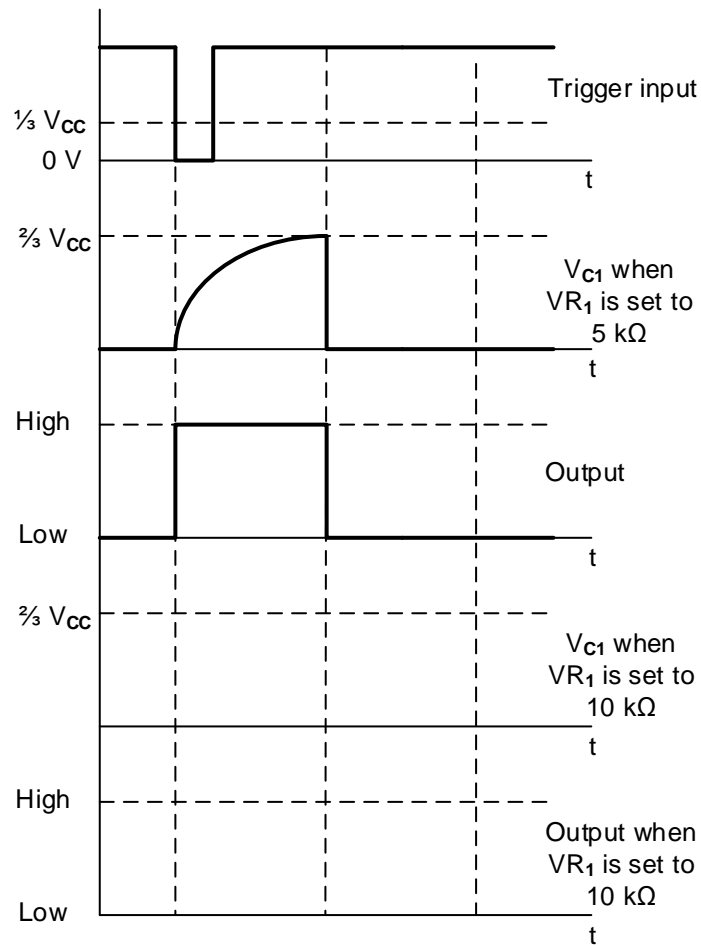 Trigger input
⅓ VCC
0 V
t
⅔ VCC
VC1 when
VR1 is set to
5 kΩ
t
High
Output
Low
t
⅔ VCC
VC1 when
VR1 is set to
10 kΩ
t
High
Output when
VR1 is set to
10 kΩ
Low
t